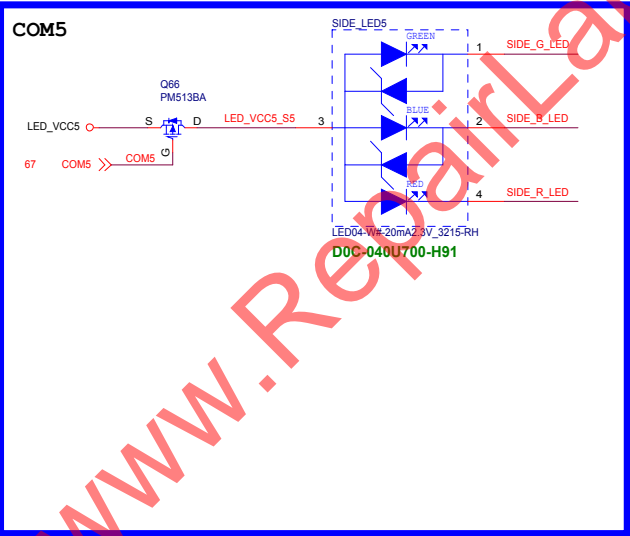 COM5
SIDE_LED5
GREEN
1
SIDE_G_LED
Q66
PM513BA
LED_VCC5
S
D
LED_VCC5_S5
3
BLUE
2
SIDE_B_LED
G
67
COM5
COM5
RED
4
SIDE_R_LED
LED04-W#-20mA2.3V_3215-RH
D0C-040U700-H91
www.RepairLa